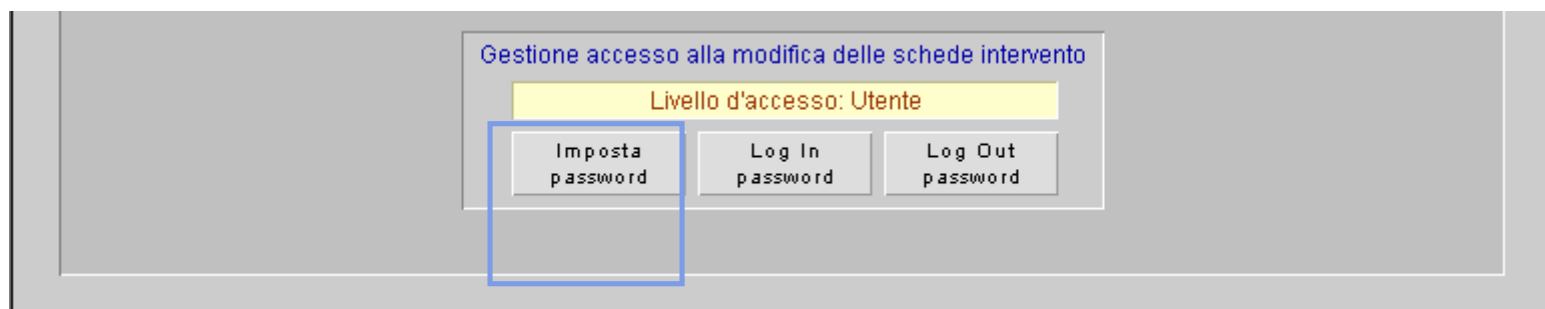 Gestione accesso alla modifica delle schede intervento
Livello d'accesso: Utente
Imposta
password
Log In
password
Log Out
password